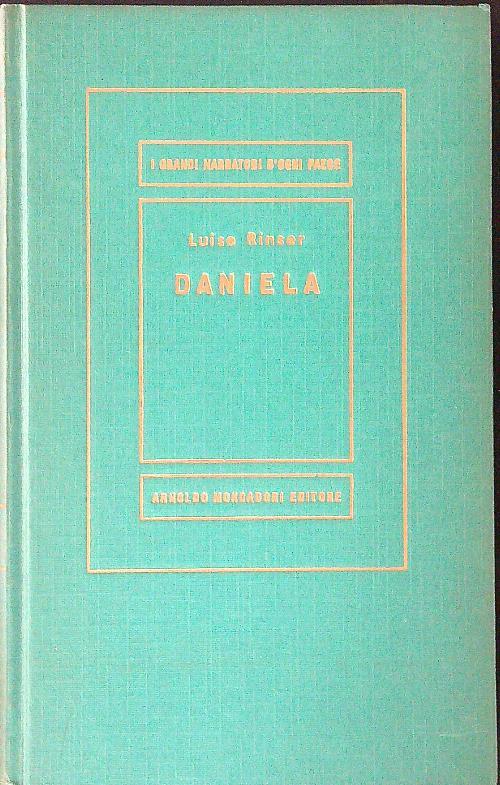 I GRANDI NARRATORI D'OGNI PAESE
Luise Rinser
DANIELA
ARNOLDO MONDADORI EDITORE